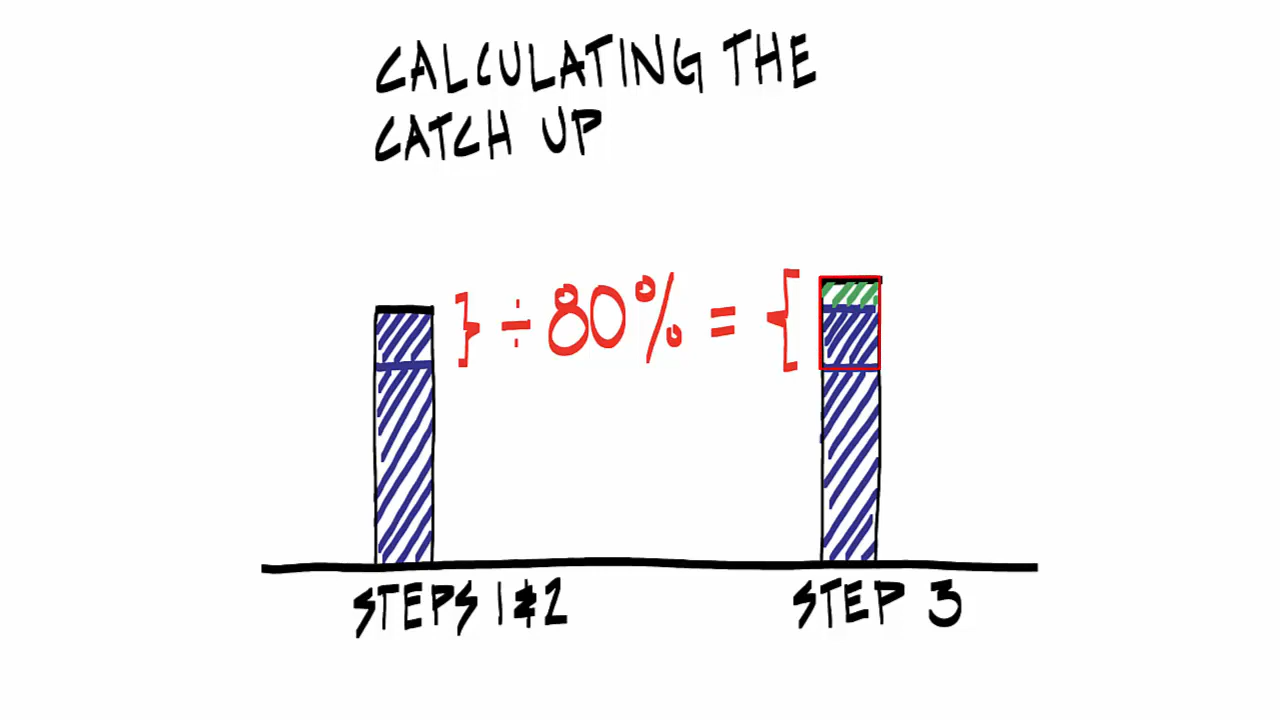 CALCULATING THE
CATCH UP
} ÷ 80% = {
STEPS 1 & 2
STEP 3